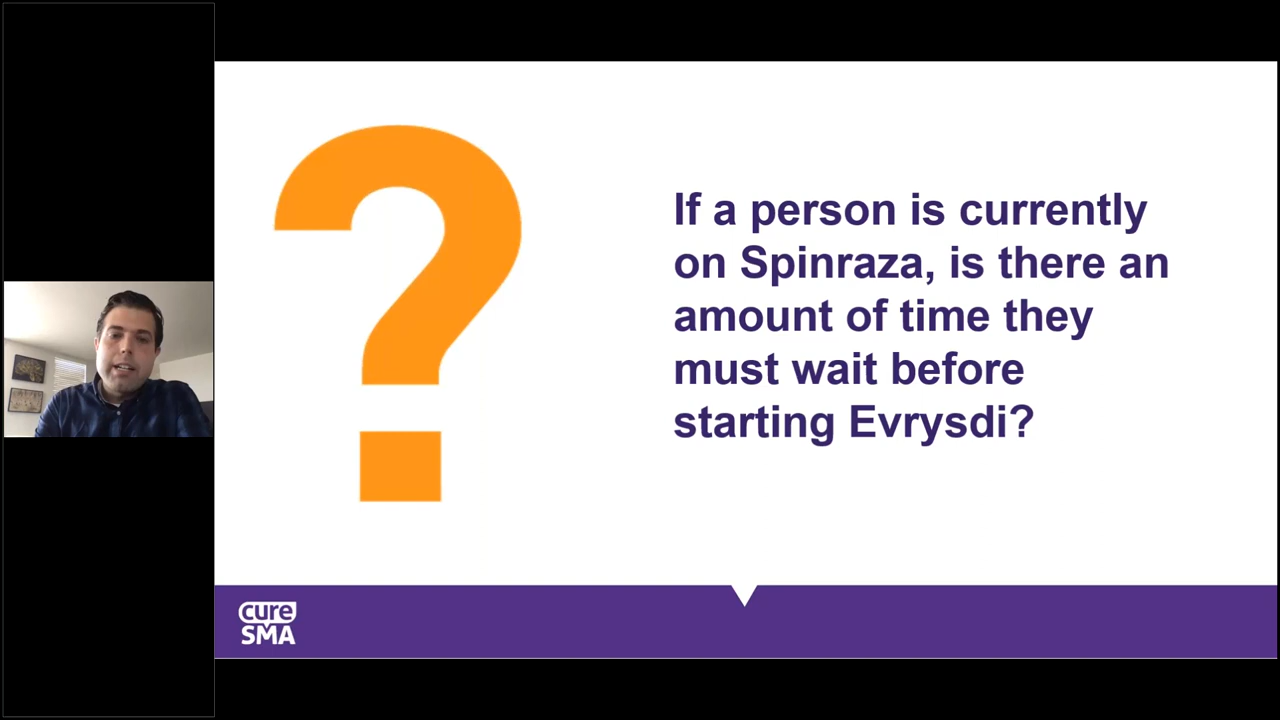 If a person is currently
on Spinraza, is there an
amount of time they
must wait before
starting Evrysdi?
cure
SMA